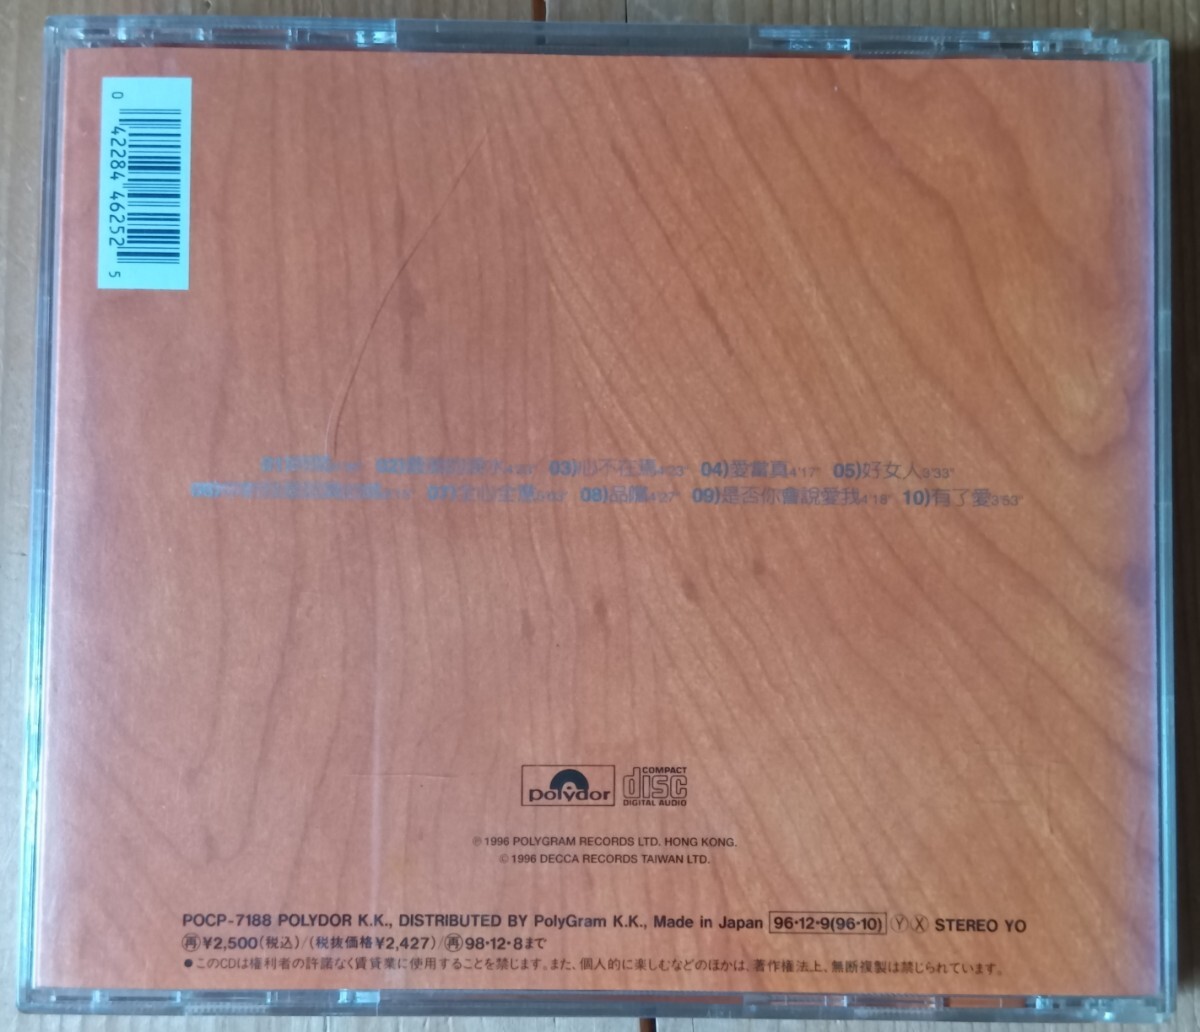 0 42284 46252 5
03)心不在焉4'03" 04)愛當真4'17" 05)好女人3'33"
08)品嚐4'27" 09)是否你會說愛我4'18" 10)有了愛3'53"
polydor COMPACT disc DIGITAL AUDIO
℗1996 POLYGRAM RECORDS LTD. HONG KONG.
©1996 DECCA RECORDS TAIWAN LTD.
POCP-7188 POLYDOR K.K., DISTRIBUTED BY PolyGram K.K., Made in Japan 96·12·9(96·10) Ⓨ Ⓧ STEREO YO
再¥2,500(税込)/(税抜価格¥2,427)/再98·12·8まで
●このCDは権利者の許諾なく賃貸業に使用することを禁じます。また、個人的に楽しむなどのほかは、著作権法上、無断複製は禁じられています。